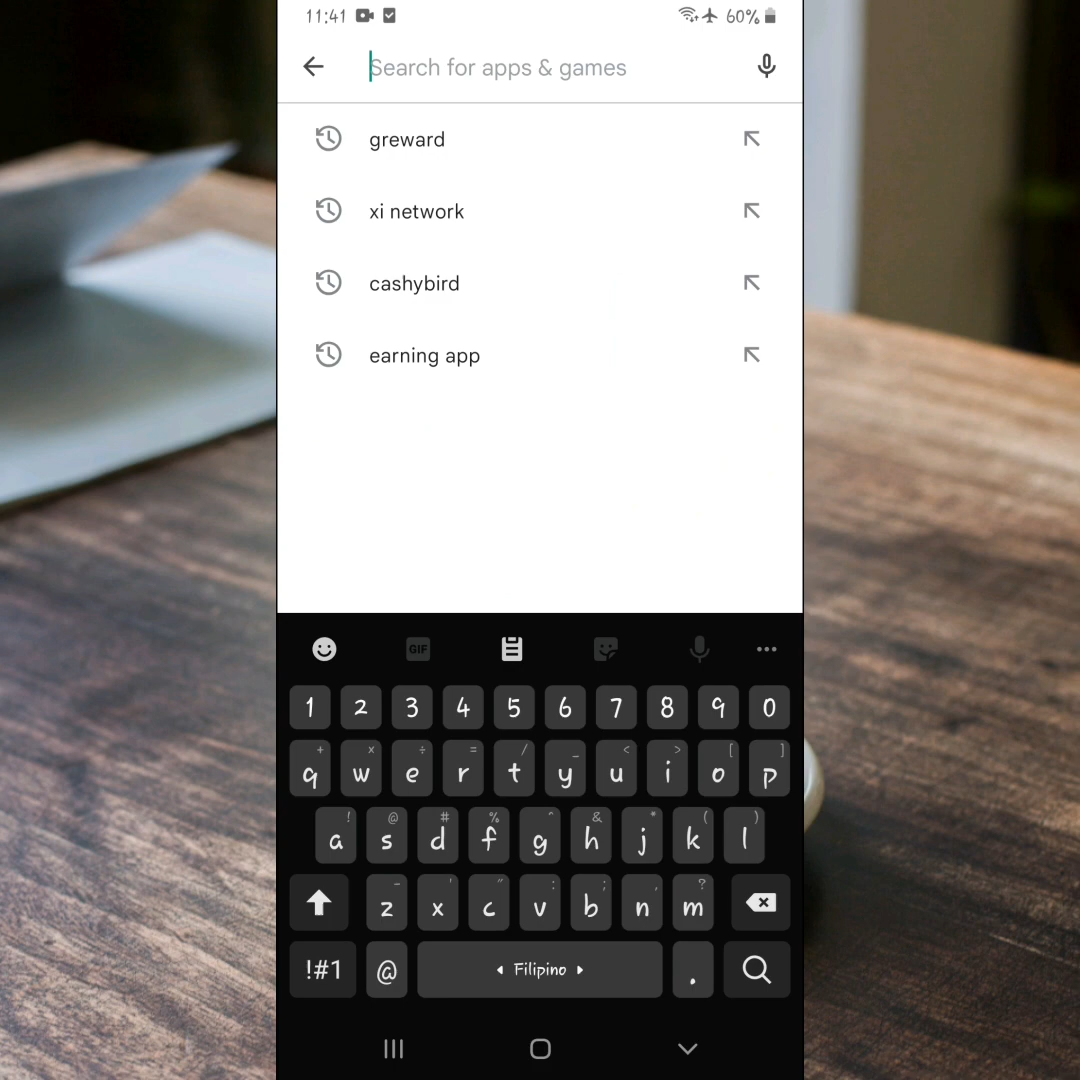 11:41 60%
Search for apps & games
greward
xi network
cashybird
earning app
GIF
1 2 3 4 5 6 7 8 9 0
+ x ÷ = / _ < > [ ]
q w e r t y u i o p
! @ # % ^ & * ( )
a s d f g h j k l
- ' " : ; , ?
z x c v b n m
!#1 @ Filipino .